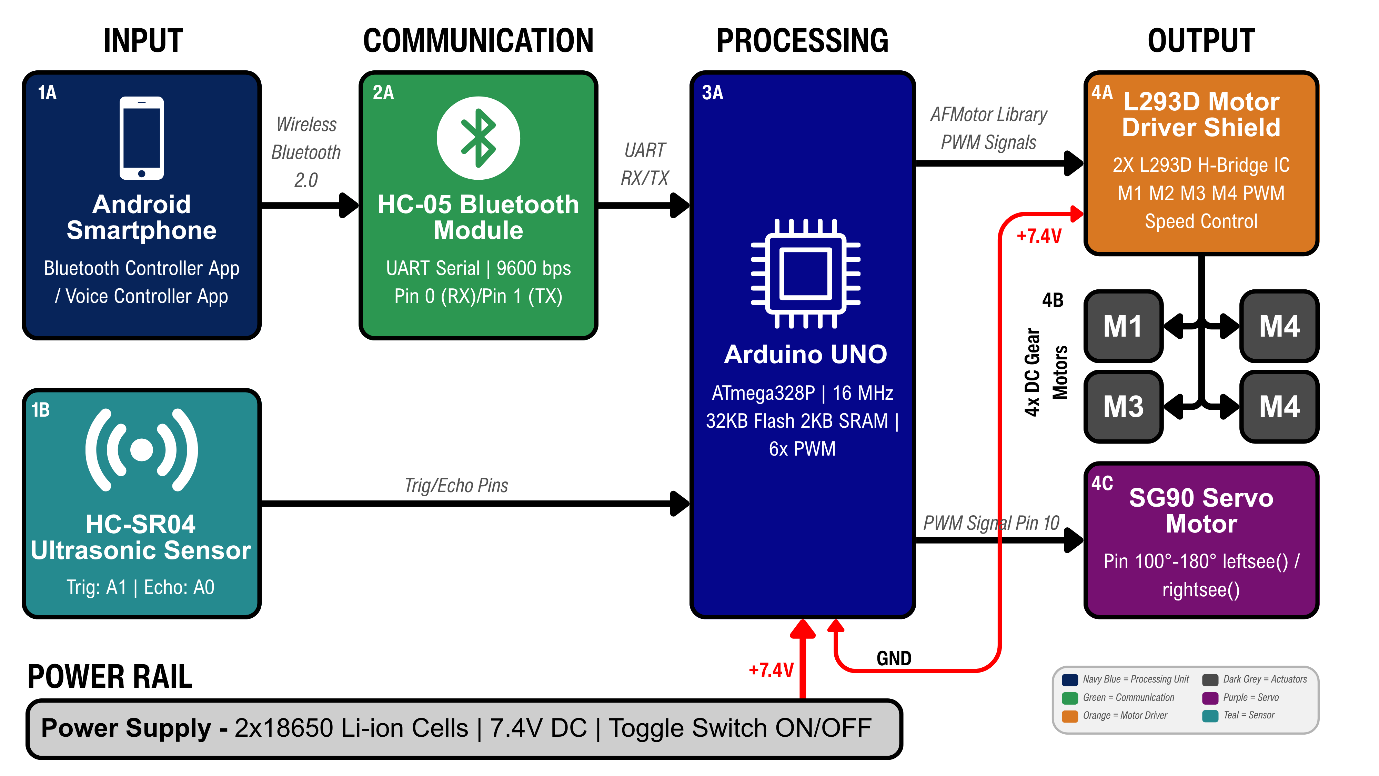 INPUT
COMMUNICATION
PROCESSING
OUTPUT
1A
Android
Smartphone
Bluetooth Controller App
/ Voice Controller App
Wireless
Bluetooth
2.0
2A
HC-05 Bluetooth
Module
UART Serial | 9600 bps
Pin 0 (RX)/Pin 1 (TX)
UART
RX/TX
3A
Arduino UNO
ATmega328P | 16 MHz
32KB Flash 2KB SRAM |
6x PWM
AFMotor Library
PWM Signals
4A
L293D Motor
Driver Shield
2X L293D H-Bridge IC
M1 M2 M3 M4 PWM
Speed Control
+7.4V
4B
4x DC Gear
Motors
M1
M4
M3
M4
1B
HC-SR04
Ultrasonic Sensor
Trig: A1 | Echo: A0
Trig/Echo Pins
PWM Signal Pin 10
4C
SG90 Servo
Motor
Pin 100°-180° leftsee() /
rightsee()
+7.4V
GND
POWER RAIL
Power Supply - 2x18650 Li-ion Cells | 7.4V DC | Toggle Switch ON/OFF
Navy Blue = Processing Unit
Green = Communication
Orange = Motor Driver
Dark Grey = Actuators
Purple = Servo
Teal = Sensor